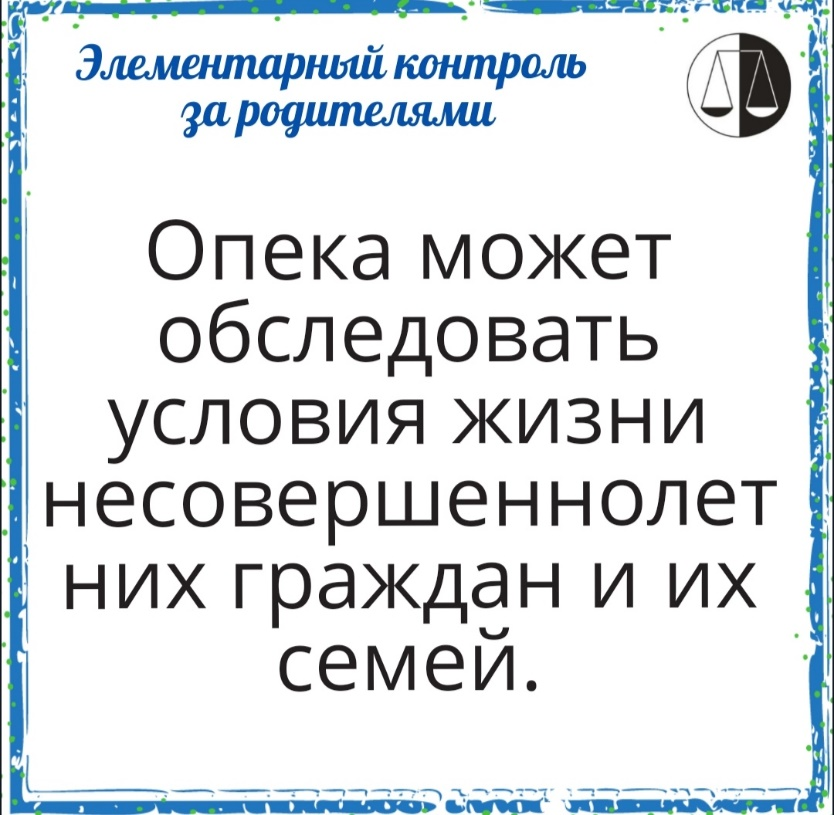 Элементарный контроль
за родителями
Опека может
обследовать
условия жизни
несовершеннолет
них граждан и их
семей.